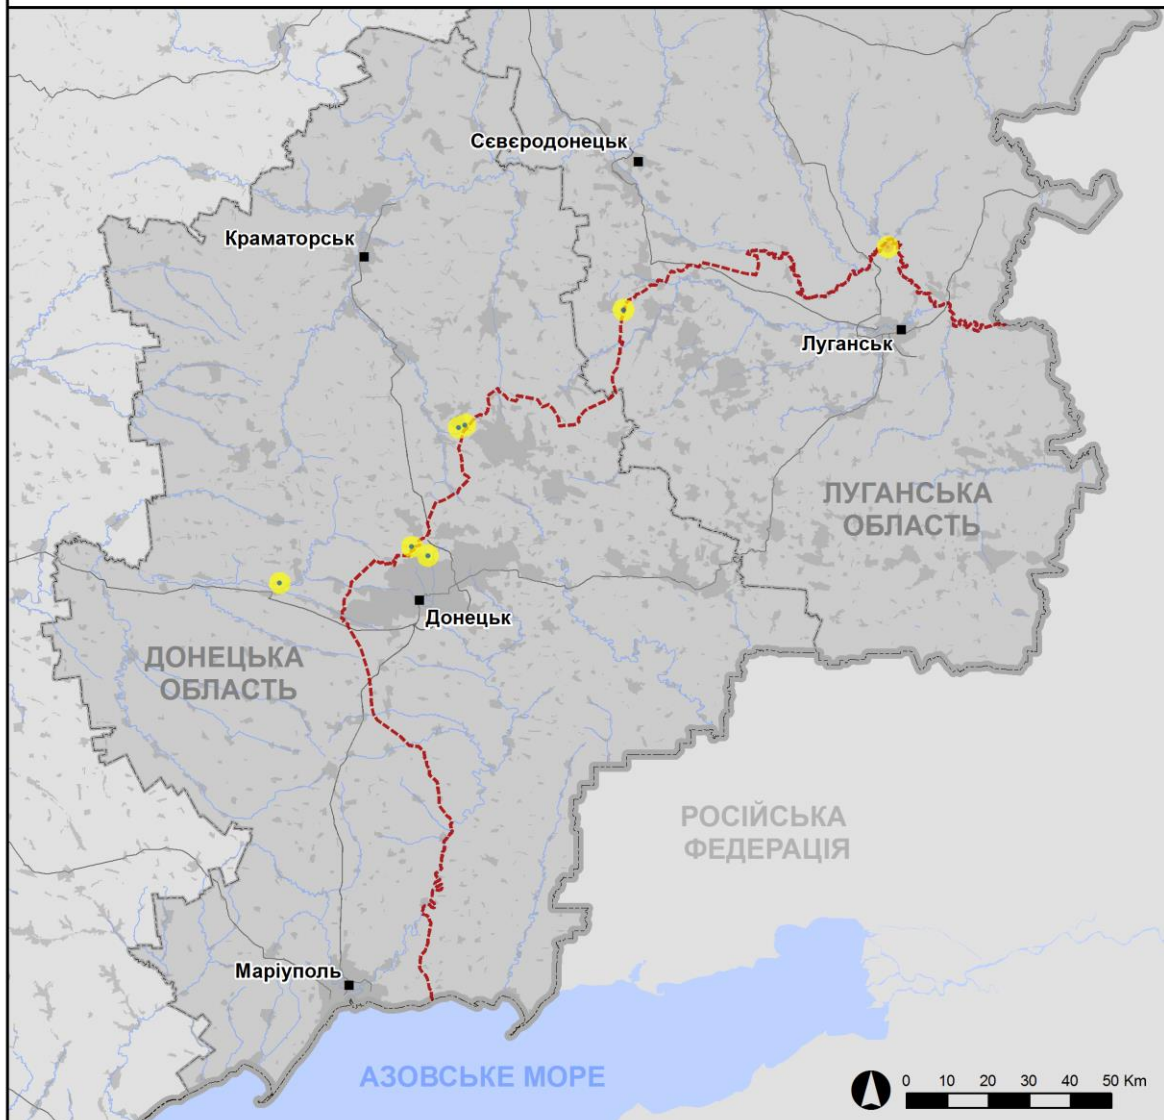 Сєвєродонецьк
Краматорськ
Луганськ
ЛУГАНСЬКА
ОБЛАСТЬ
Донецьк
ДОНЕЦЬКА
ОБЛАСТЬ
РОСІЙСЬКА
ФЕДЕРАЦІЯ
Маріуполь
АЗОВСЬКЕ МОРЕ
0 10 20 30 40 50 Km